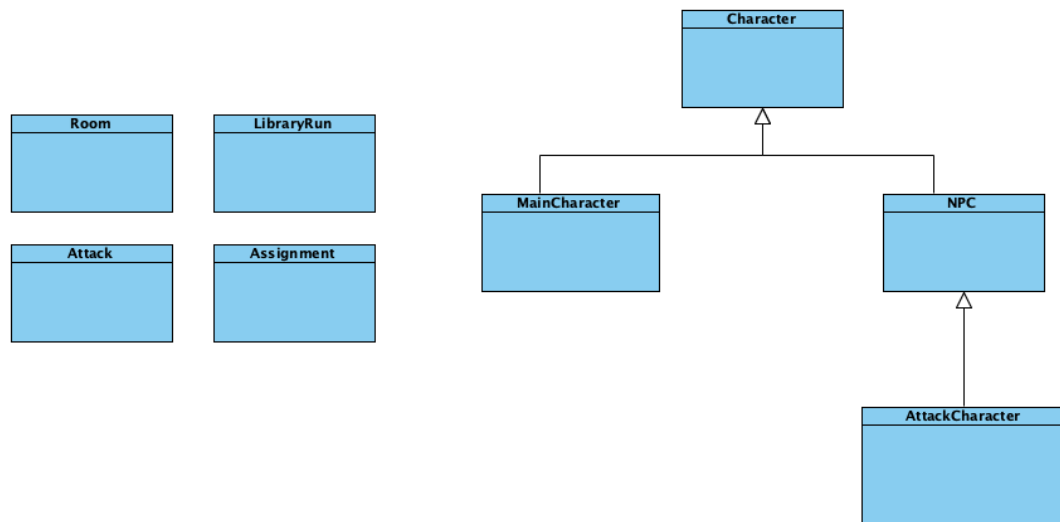 Character
Room
LibraryRun
MainCharacter
NPC
Attack
Assignment
AttackCharacter